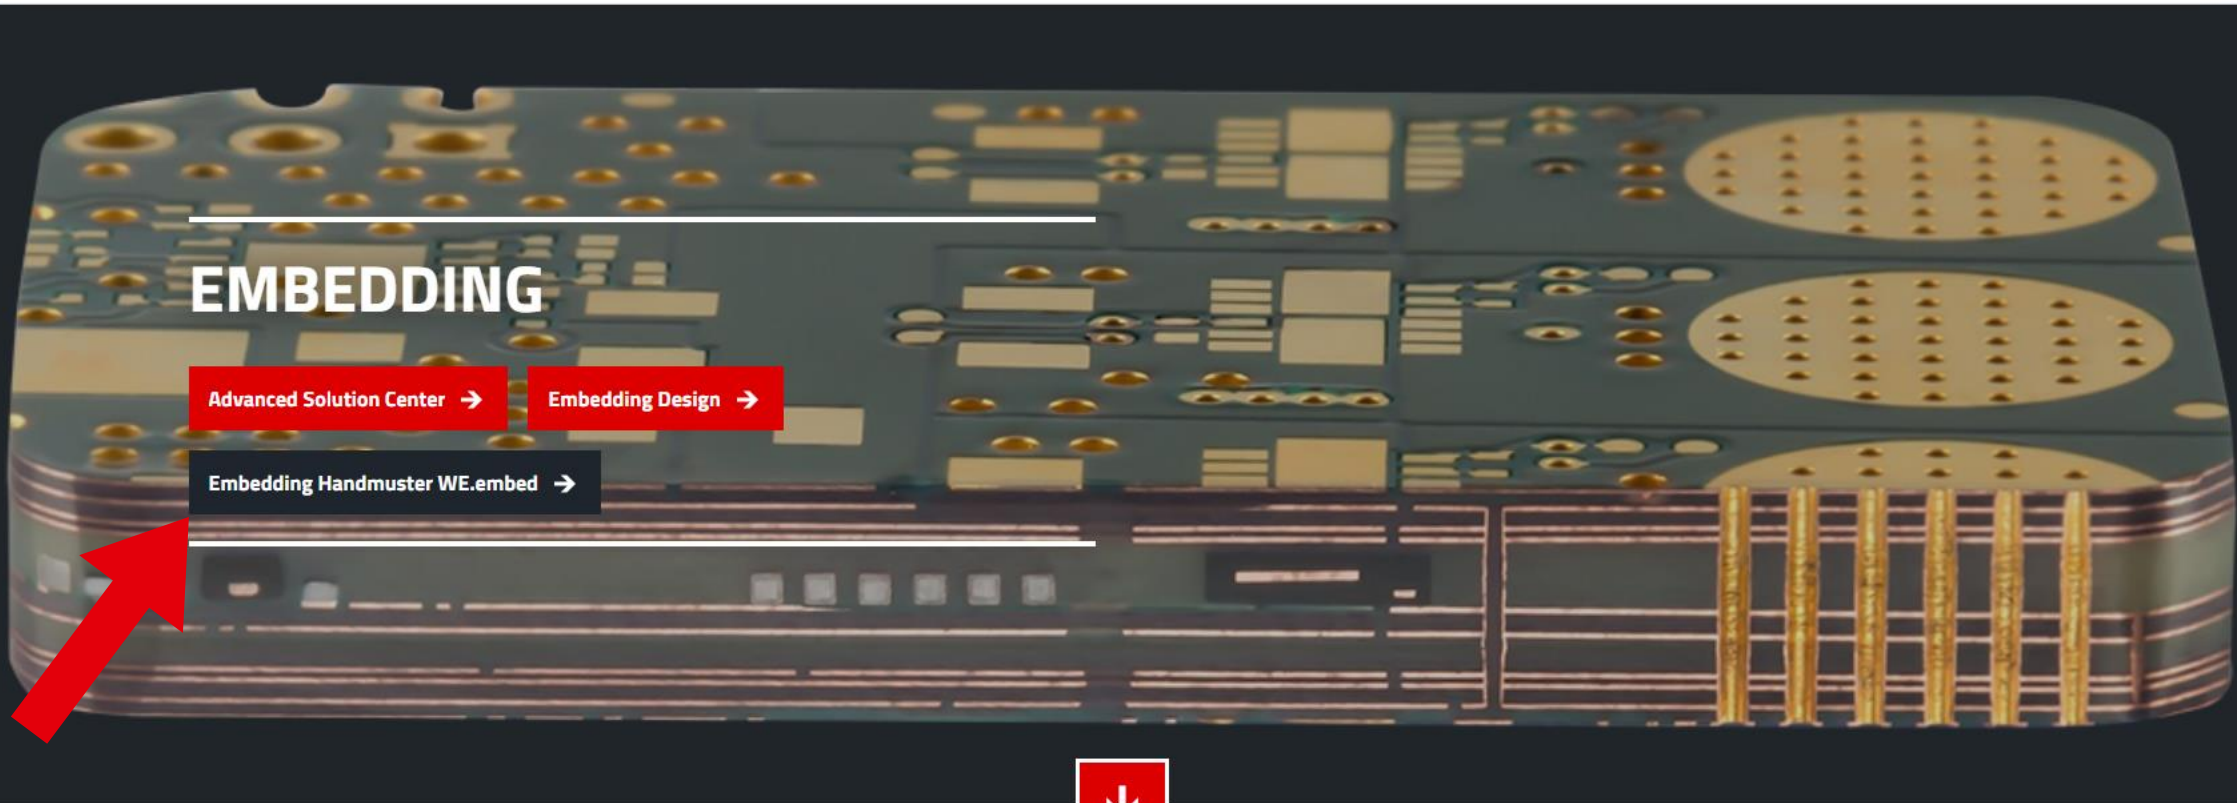 EMBEDDING
Advanced Solution Center →
Embedding Design →
Embedding Handmuster WE.embed →